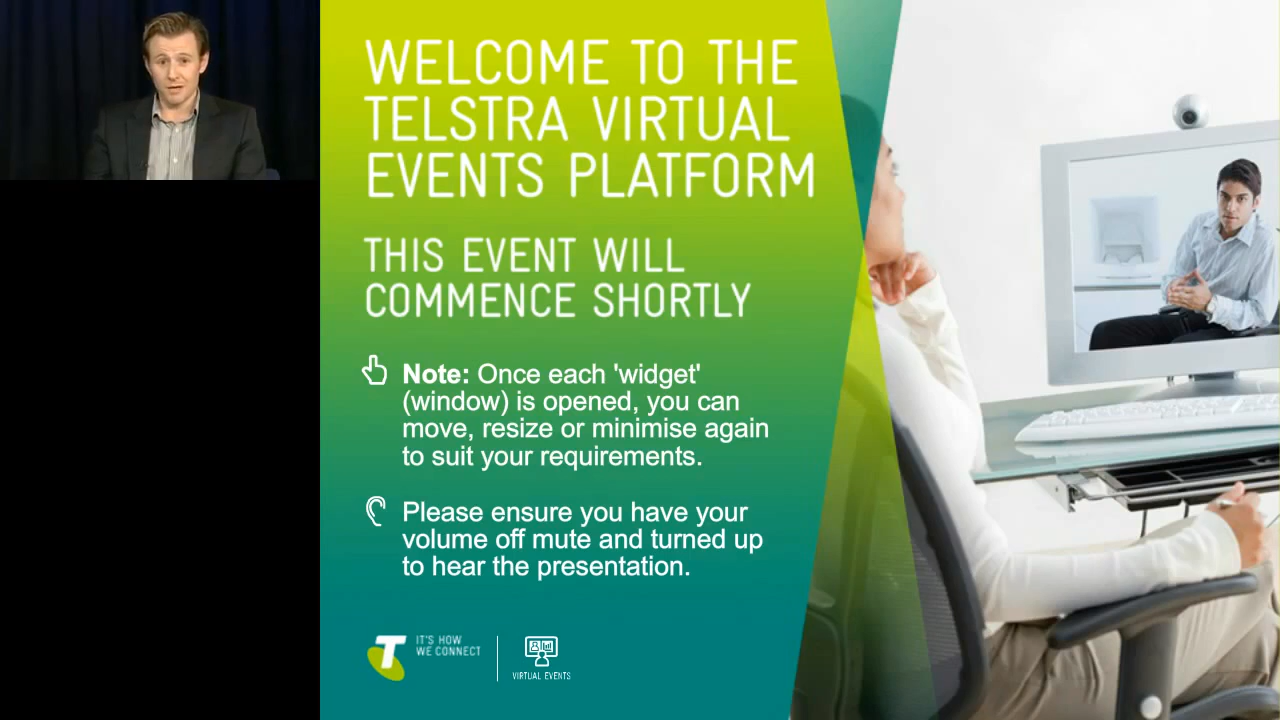 WELCOME TO THE
TELSTRA VIRTUAL
EVENTS PLATFORM
THIS EVENT WILL
COMMENCE SHORTLY
Note: Once each 'widget'
(window) is opened, you can
move, resize or minimise again
to suit your requirements.
Please ensure you have your
volume off mute and turned up
to hear the presentation.
T
IT'S HOW
WE CONNECT
VIRTUAL EVENTS